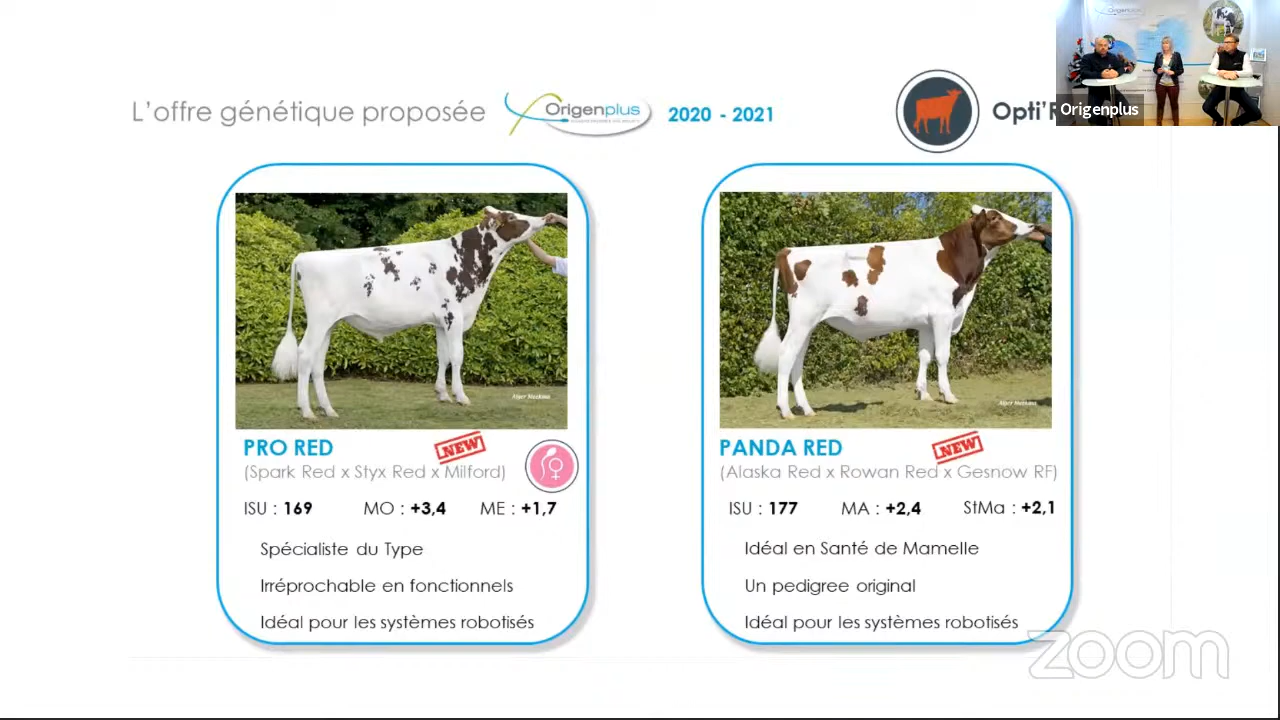 Origenplus
L'offre génétique proposée
Origenplus
2020 - 2021
Opti'R
PRO RED
NEW
(Spark Red x Styx Red x Milford)
ISU : 169
MO : +3,4
ME : +1,7
Spécialiste du Type
Irréprochable en fonctionnels
Idéal pour les systèmes robotisés
PANDA RED
NEW
(Alaska Red x Rowan Red x Gesnow RF)
ISU : 177
MA : +2,4
StMa : +2,1
Idéal en Santé de Mamelle
Un pedigree original
Idéal pour les systèmes robotisés
zoom